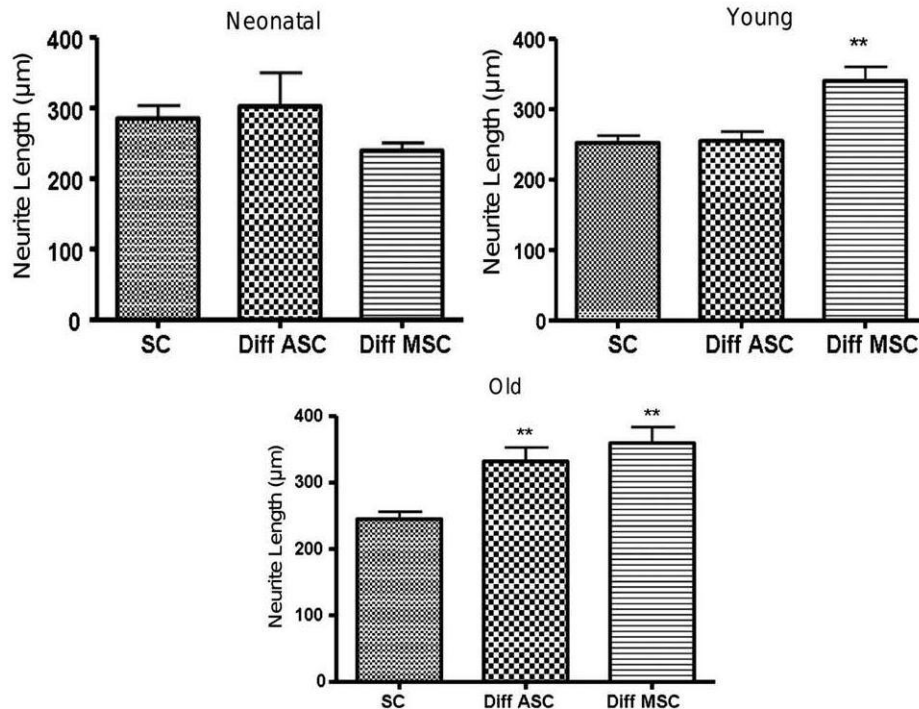 Neonatal
Neurite Length (µm)
400
300
200
100
0
SC Diff ASC Diff MSC
Young
Neurite Length (µm)
400
300
200
100
0
**
SC Diff ASC Diff MSC
Old
Neurite Length (µm)
400
300
200
100
0
** **
SC Diff ASC Diff MSC